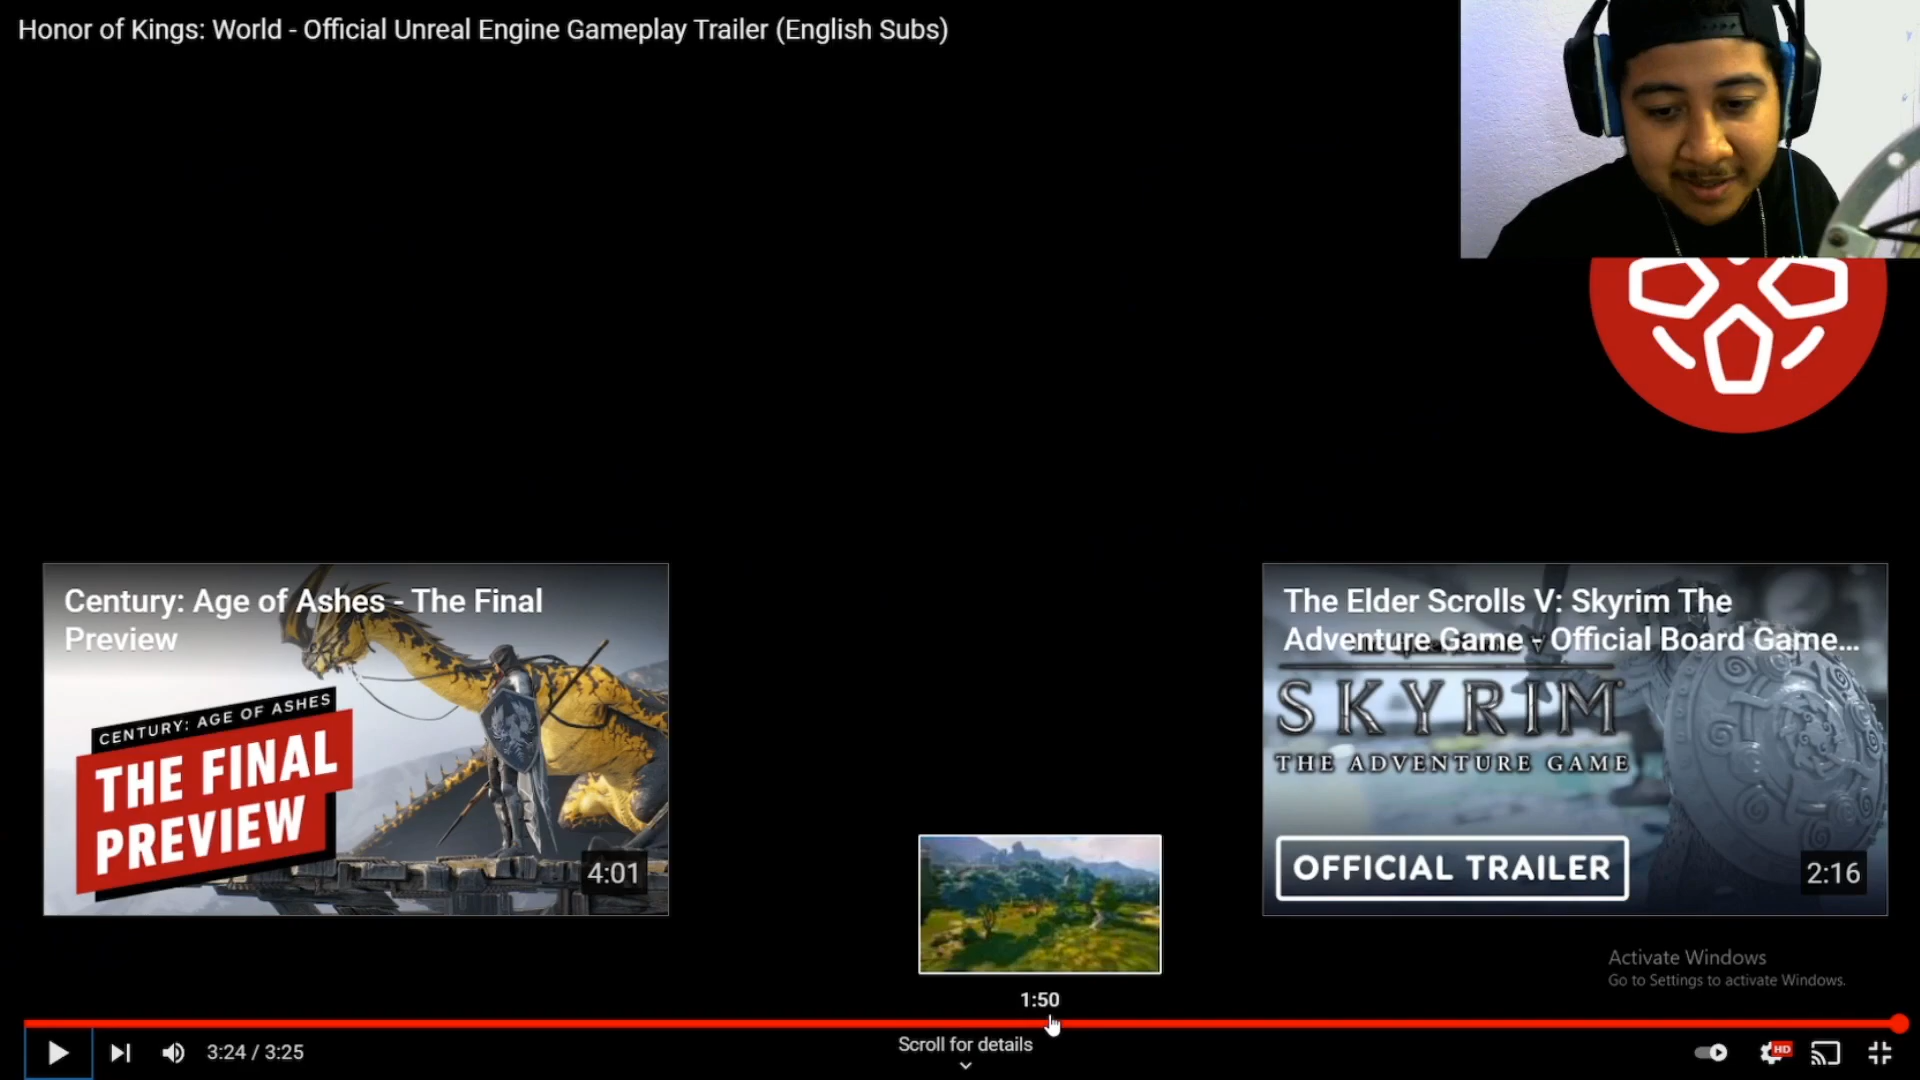 Honor of Kings: World - Official Unreal Engine Gameplay Trailer (English Subs)
Century: Age of Ashes - The Final
Preview
CENTURY: AGE OF ASHES
THE FINAL
PREVIEW
4:01
The Elder Scrolls V: Skyrim The
Adventure Game - Official Board Game...
SKYRIM
THE ADVENTURE GAME
OFFICIAL TRAILER
2:16
Activate Windows
Go to Settings to activate Windows.
1:50
3:24 / 3:25
Scroll for details
HD